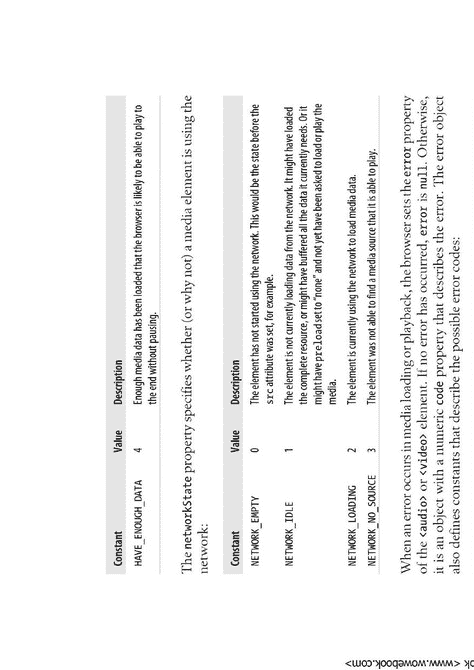 Constant Value Description
HAVE_ENOUGH_DATA 4 Enough media data has been loaded that the browser is likely to be able to play to
the end without pausing.
The networkState property specifies whether (or why not) a media element is using the
network:
Constant Value Description
NETWORK_EMPTY 0 The element has not started using the network. This would be the state before the
src attribute was set, for example.
NETWORK_IDLE 1 The element is not currently loading data from the network. It might have loaded
the complete resource, or might have buffered all the data it currently needs. Or it
might have preload set to “none” and not yet have been asked to load or play the
media.
NETWORK_LOADING 2 The element is currently using the network to load media data.
NETWORK_NO_SOURCE 3 The element was not able to find a media source that it is able to play.
When an error occurs in media loading or playback, the browser sets the error property
of the <audio> or <video> element. If no error has occurred, error is null. Otherwise,
it is an object with a numeric code property that describes the error. The error object
also defines constants that describe the possible error codes:
ok < www.wowebook.com>